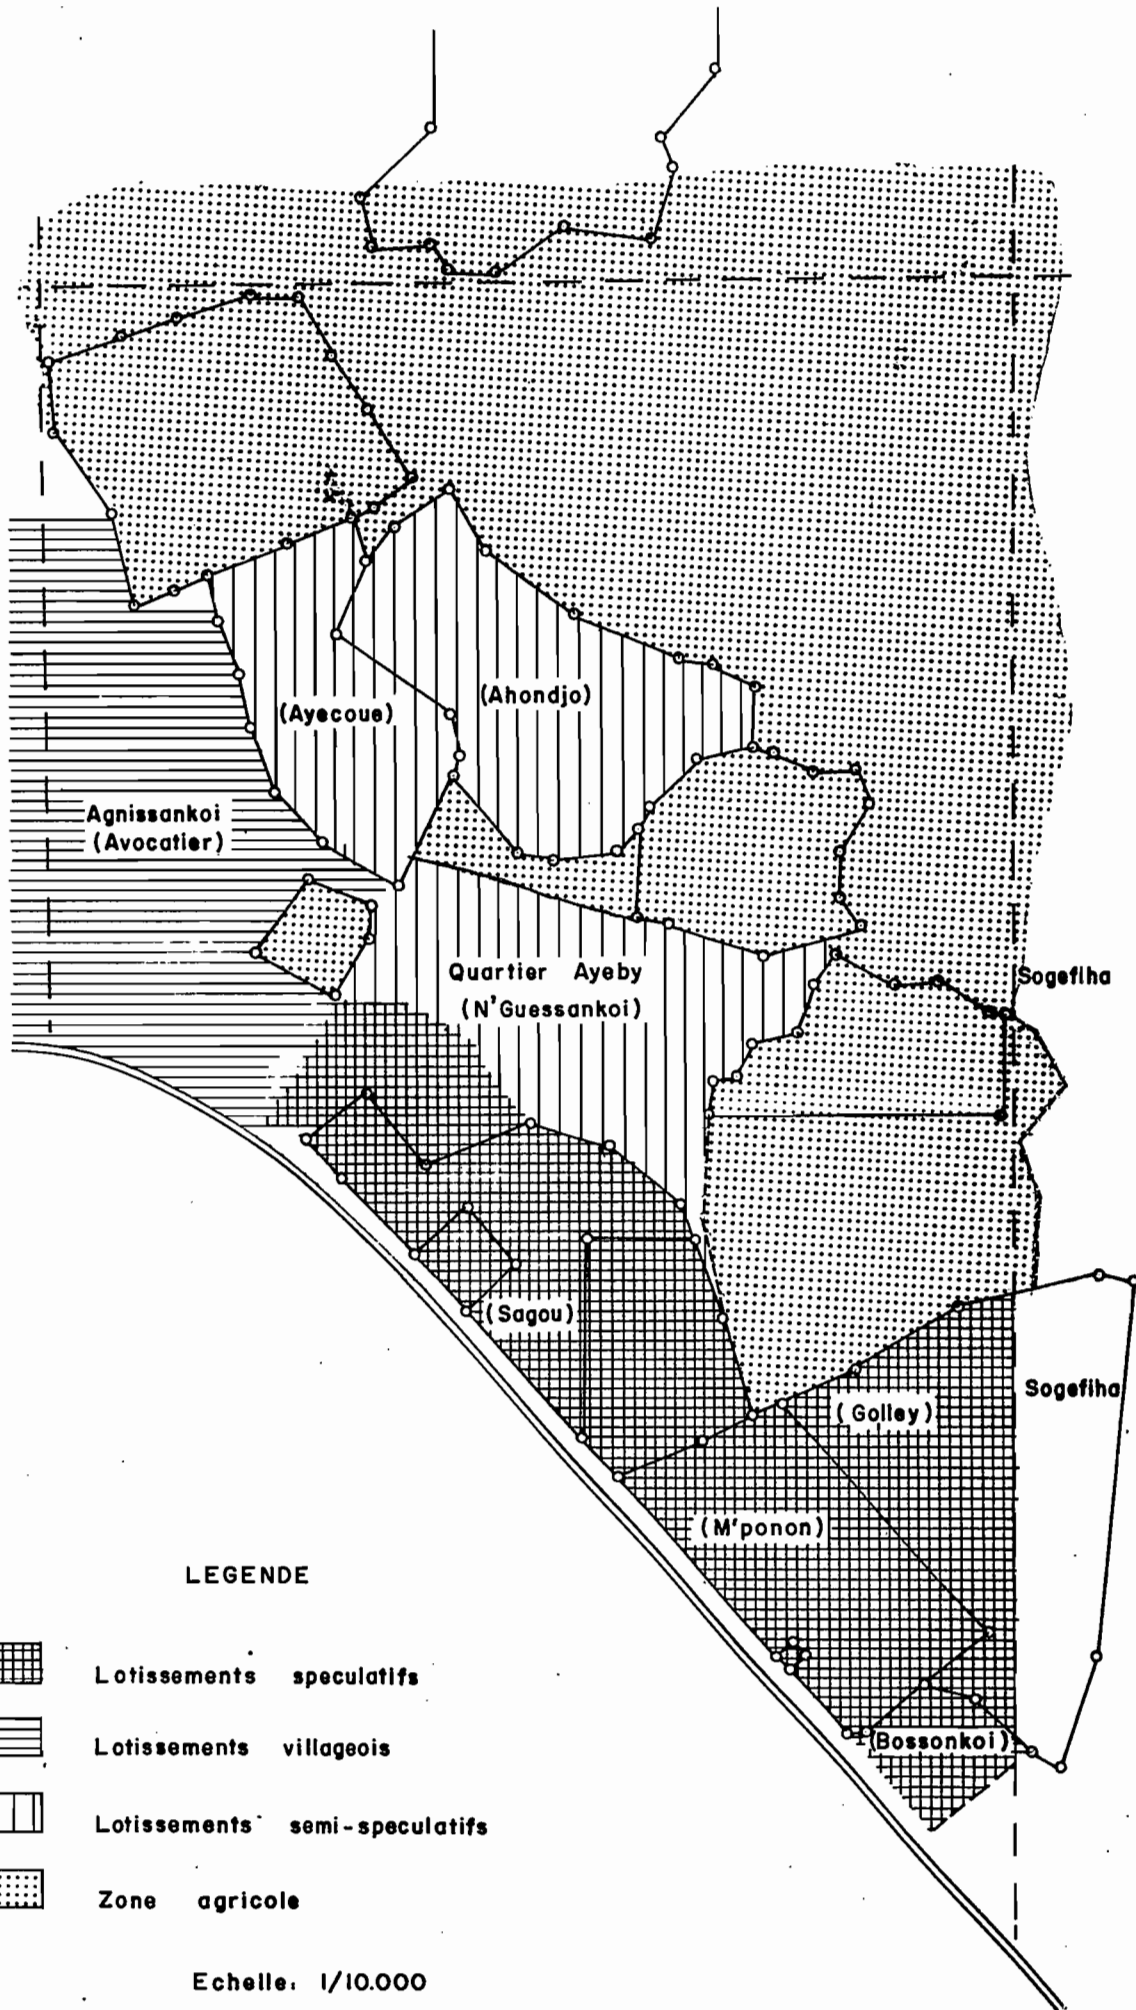 (Ahondjo)
(Ayecoue)
Agnissankoi
(Avocatier)
Quartier Ayeby
(N'Guessankoi)
Sogefiha
(Sagou)
Sogefiha
(Golley)
(M'ponon)
(Bossonkoi)
LEGENDE
Lotissements speculatifs
Lotissements villageois
Lotissements semi-speculatifs
Zone agricole
Echelle: 1/10.000